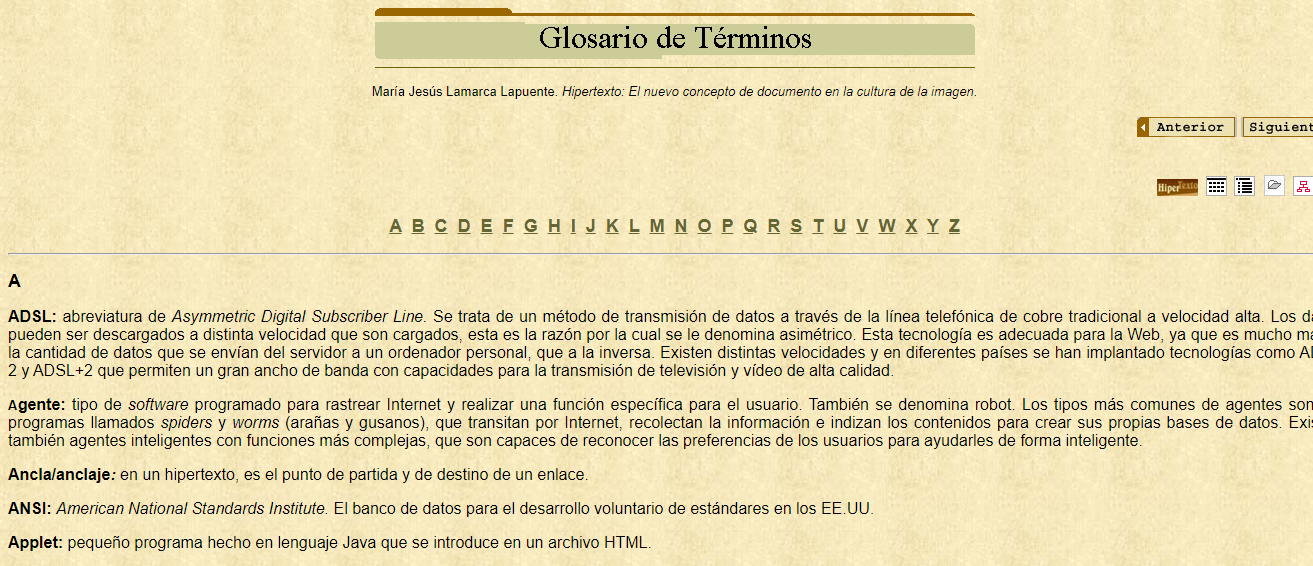 Glosario de Términos
María Jesús Lamarca Lapuente. Hipertexto: El nuevo concepto de documento en la cultura de la imagen.
Anterior Siguient
HiperTexto
A B C D E F G H I J K L M N O P Q R S T U V W X Y Z
A
ADSL: abreviatura de Asymmetric Digital Subscriber Line. Se trata de un método de transmisión de datos a través de la línea telefónica de cobre tradicional a velocidad alta. Los da
pueden ser descargados a distinta velocidad que son cargados, esta es la razón por la cual se le denomina asimétrico. Esta tecnología es adecuada para la Web, ya que es mucho ma
la cantidad de datos que se envían del servidor a un ordenador personal, que a la inversa. Existen distintas velocidades y en diferentes países se han implantado tecnologías como AD
2 y ADSL+2 que permiten un gran ancho de banda con capacidades para la transmisión de televisión y vídeo de alta calidad.
Agente: tipo de software programado para rastrear Internet y realizar una función específica para el usuario. También se denomina robot. Los tipos más comunes de agentes son
programas llamados spiders y worms (arañas y gusanos), que transitan por Internet, recolectan la información e indizan los contenidos para crear sus propias bases de datos. Exis
también agentes inteligentes con funciones más complejas, que son capaces de reconocer las preferencias de los usuarios para ayudarles de forma inteligente.
Ancla/anclaje: en un hipertexto, es el punto de partida y de destino de un enlace.
ANSI: American National Standards Institute. El banco de datos para el desarrollo voluntario de estándares en los EE.UU.
Applet: pequeño programa hecho en lenguaje Java que se introduce en un archivo HTML.